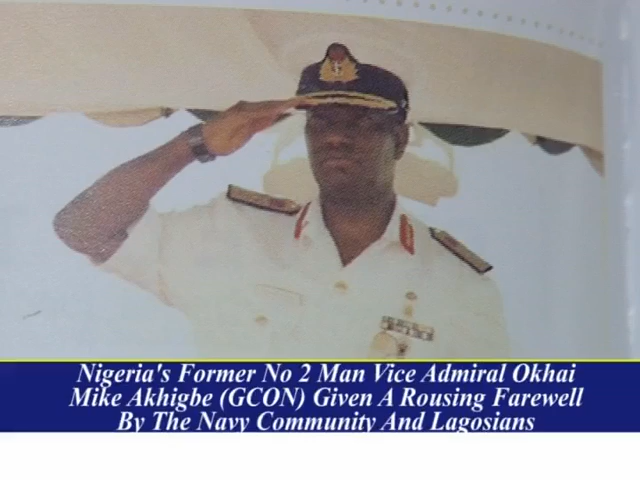 Nigeria's Former No 2 Man Vice Admiral Okhai
Mike Akhigbe (GCON) Given A Rousing Farewell
By The Navy Community And Lagosians